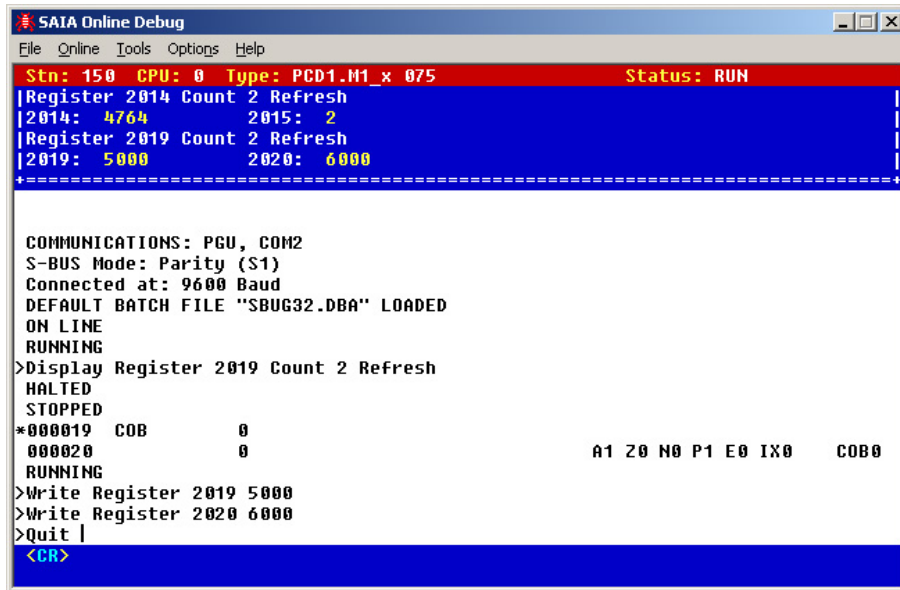 SAIA Online Debug
File Online Tools Options Help
Stn: 150 CPU: 0 Type: PCD1.M1_x 075 Status: RUN
|Register 2014 Count 2 Refresh |
|2014: 4764 2015: 2 |
|Register 2019 Count 2 Refresh |
|2019: 5000 2020: 6000 |
+==============================================================================+
COMMUNICATIONS: PGU, COM2
S-BUS Mode: Parity (S1)
Connected at: 9600 Baud
DEFAULT BATCH FILE "SBUG32.DBA" LOADED
ON LINE
RUNNING
>Display Register 2019 Count 2 Refresh
HALTED
STOPPED
*000019 COB 0
000020 0 A1 Z0 N0 P1 E0 IX0 COB0
RUNNING
>Write Register 2019 5000
>Write Register 2020 6000
>Quit |
<CR>